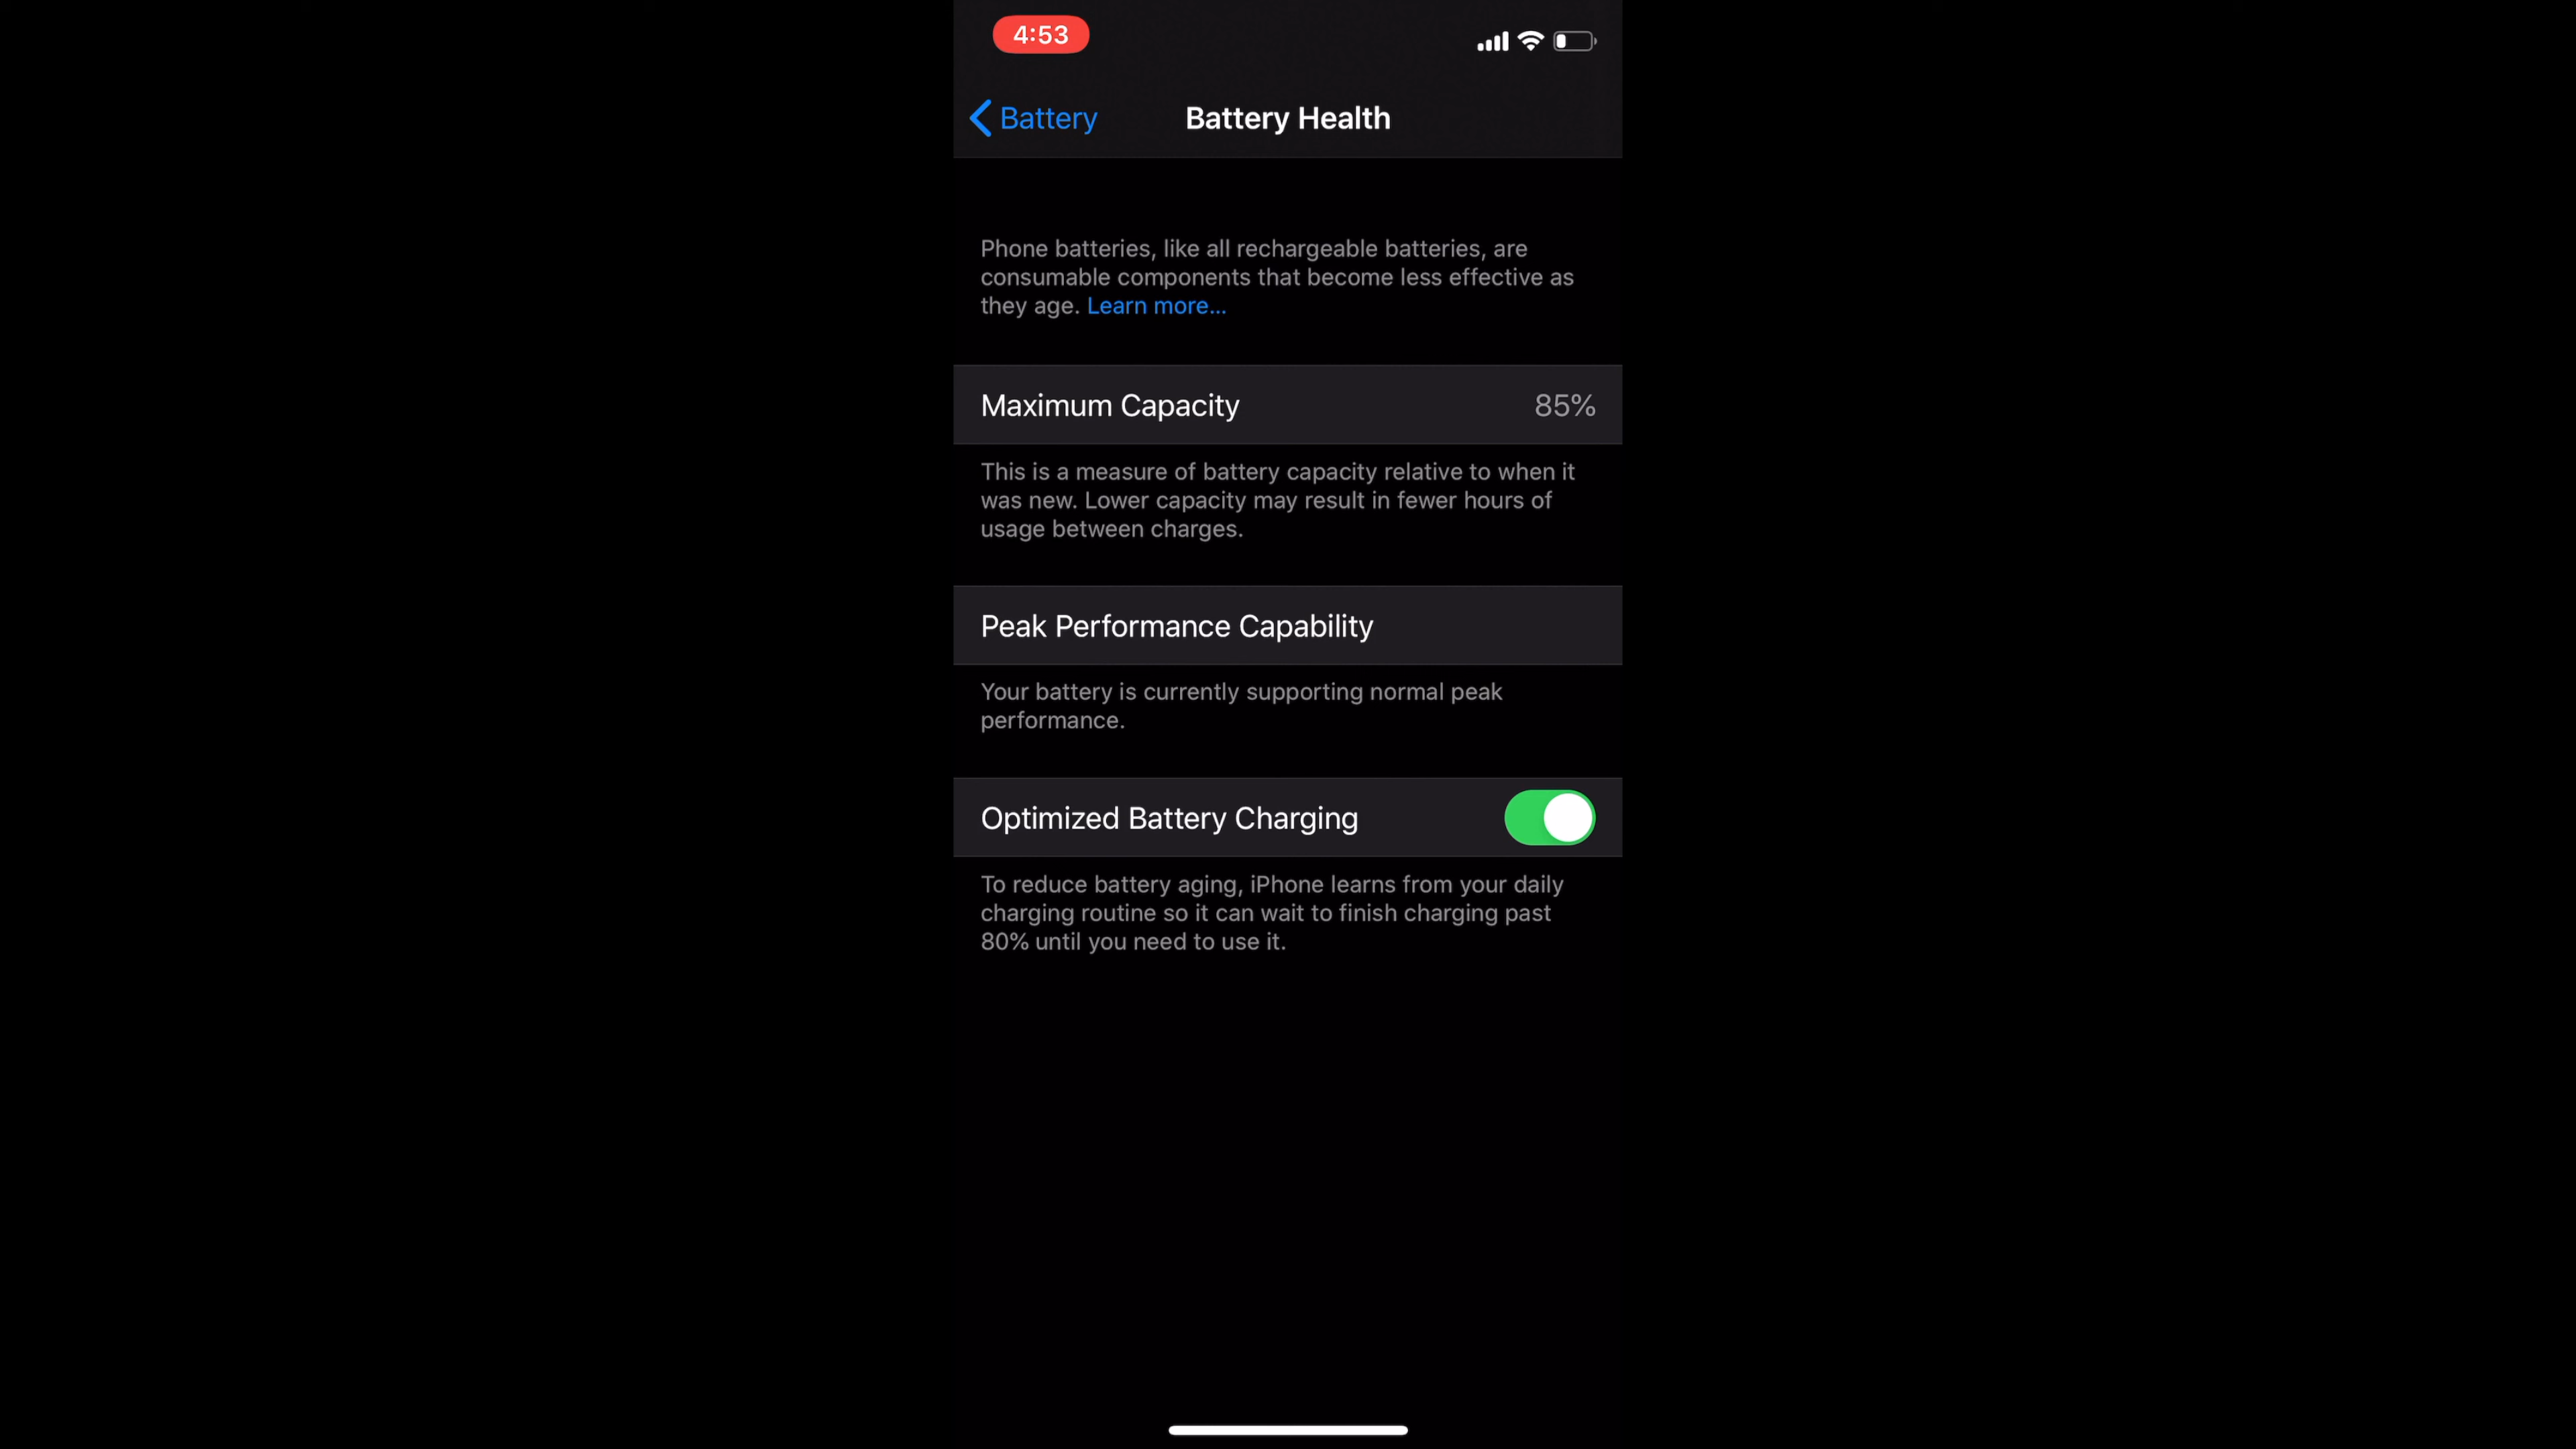 4:53
Battery
Battery Health
Phone batteries, like all rechargeable batteries, are
consumable components that become less effective as
they age. Learn more...
Maximum Capacity 85%
This is a measure of battery capacity relative to when it
was new. Lower capacity may result in fewer hours of
usage between charges.
Peak Performance Capability
Your battery is currently supporting normal peak
performance.
Optimized Battery Charging
To reduce battery aging, iPhone learns from your daily
charging routine so it can wait to finish charging past
80% until you need to use it.